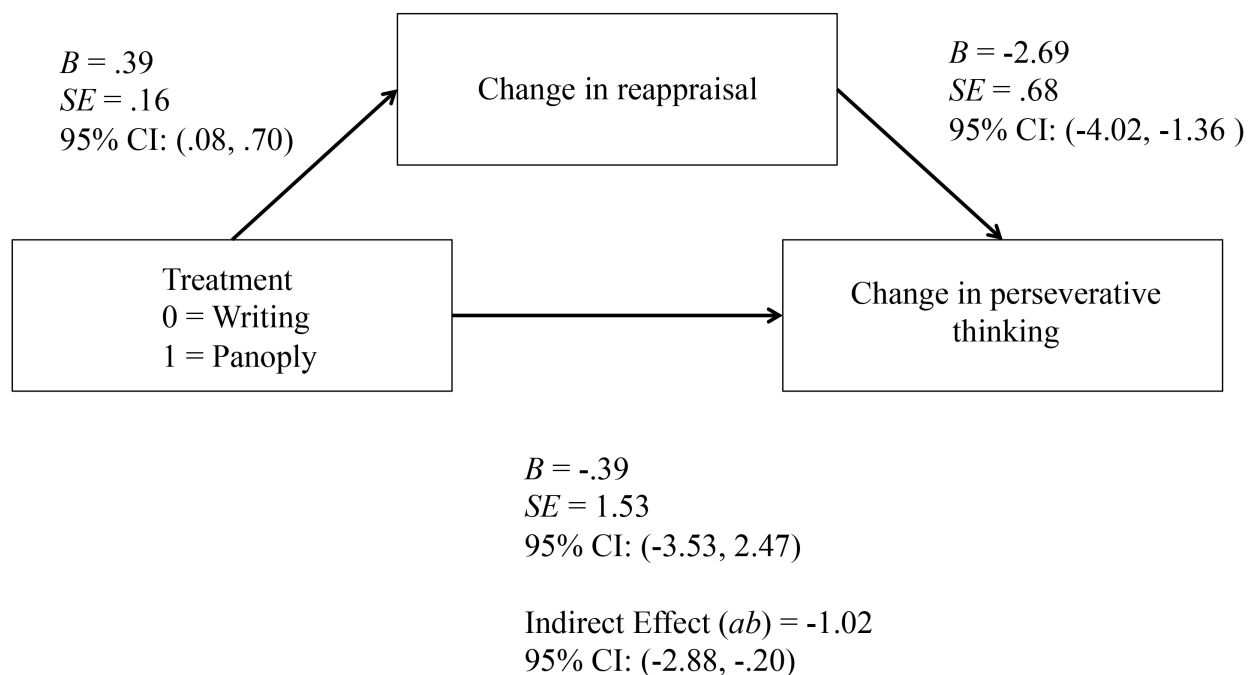 B = .39
SE = .16
95% CI: (.08, .70)
Change in reappraisal
B = -2.69
SE = .68
95% CI: (-4.02, -1.36 )
Treatment
0 = Writing
1 = Panoply
Change in perseverative
thinking
B = -.39
SE = 1.53
95% CI: (-3.53, 2.47)
Indirect Effect (ab) = -1.02
95% CI: (-2.88, -.20)